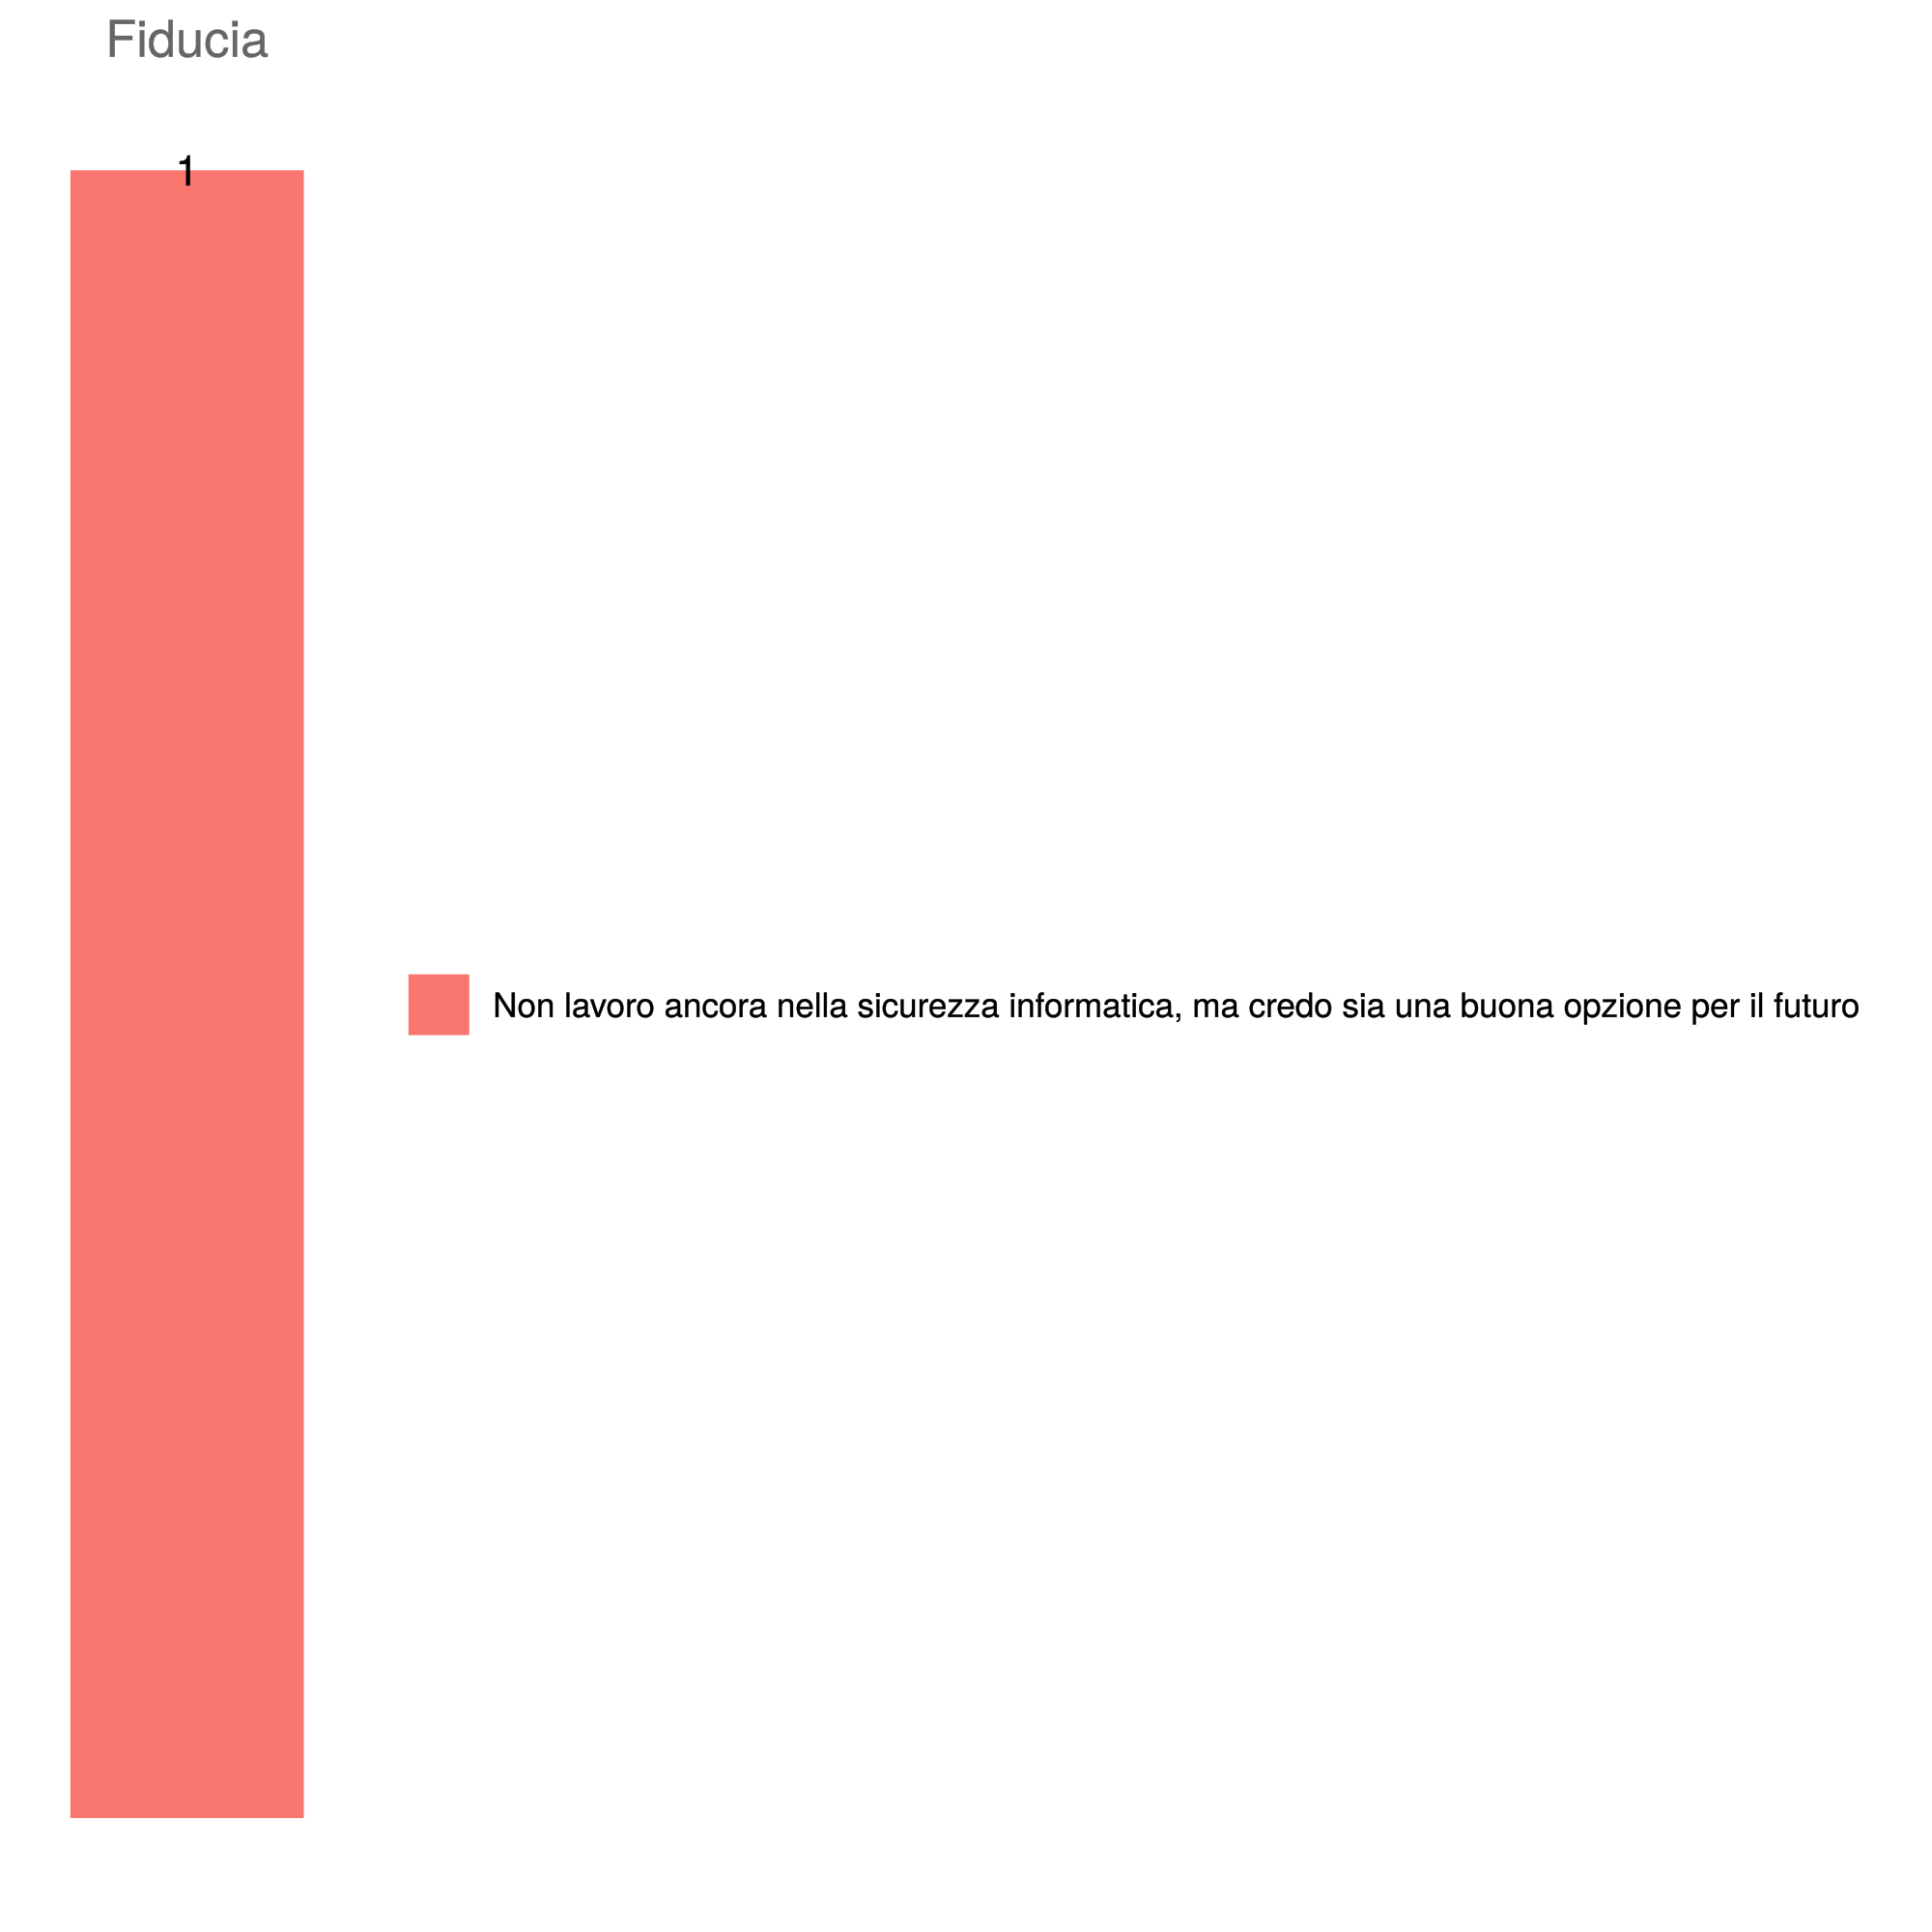 Fiducia
1
Non lavoro ancora nella sicurezza informatica, ma credo sia una buona opzione per il futuro